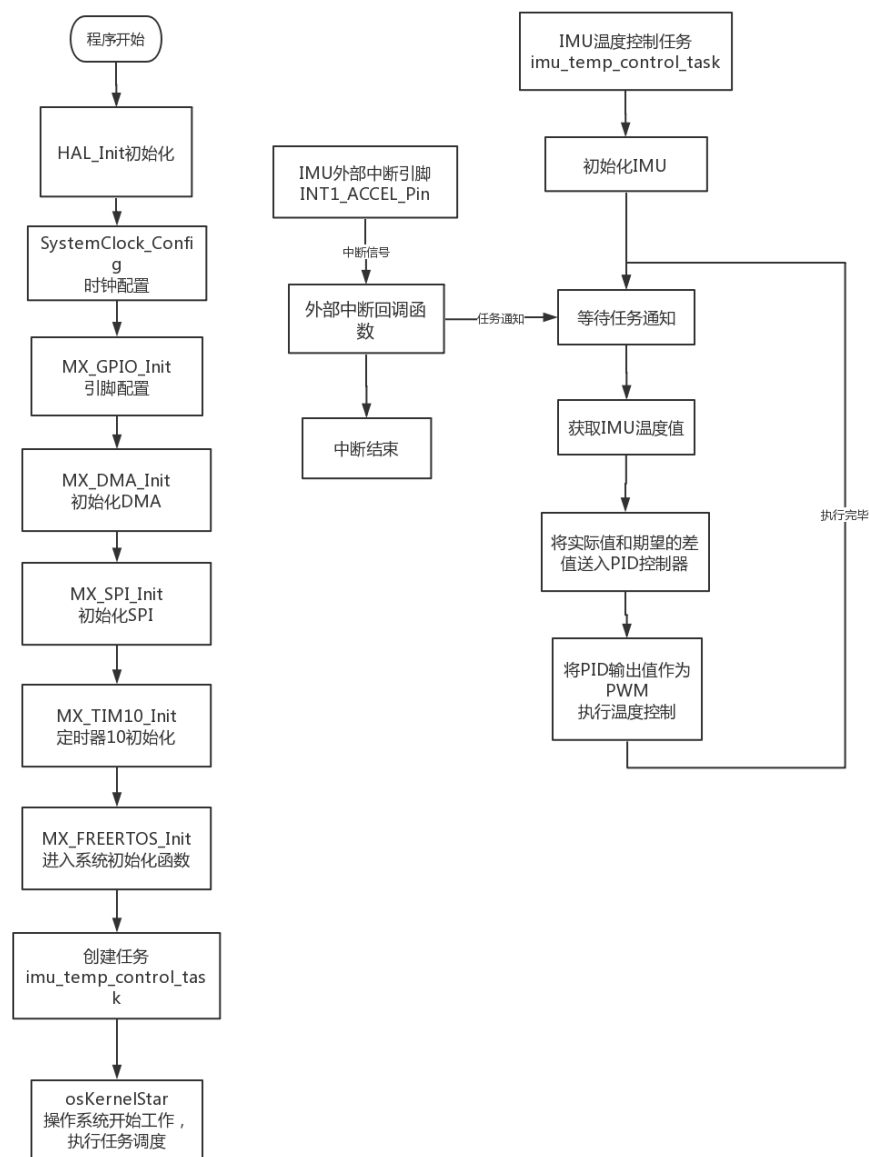 程序开始
HAL_Init初始化
SystemClock_Confi
g
时钟配置
MX_GPIO_Init
引脚配置
MX_DMA_Init
初始化DMA
MX_SPI_Init
初始化SPI
MX_TIM10_Init
定时器10初始化
MX_FREERTOS_Init
进入系统初始化函数
创建任务
imu_temp_control_tas
k
osKernelStar
操作系统开始工作，
执行任务调度
IMU外部中断引脚
INT1_ACCEL_Pin
中断信号
外部中断回调函
数
任务通知
中断结束
IMU温度控制任务
imu_temp_control_task
初始化IMU
等待任务通知
获取IMU温度值
将实际值和期望的差
值送入PID控制器
将PID输出值作为
PWM
执行温度控制
执行完毕